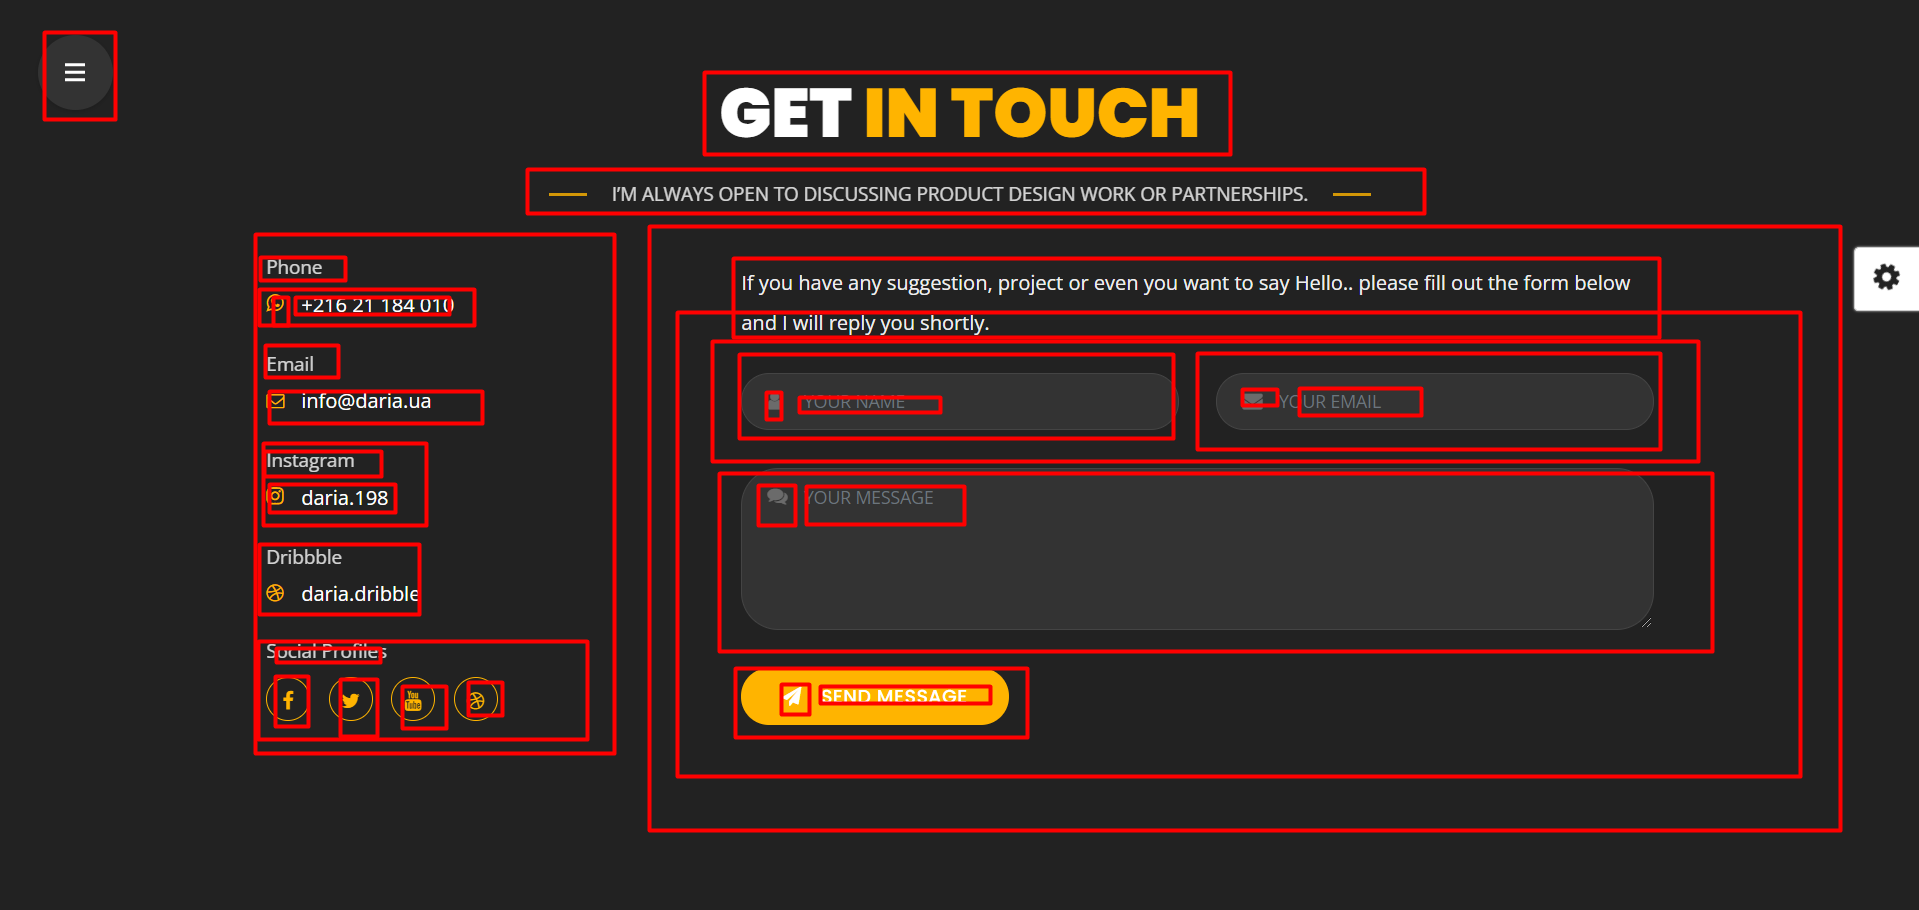 GET IN TOUCH
I'M ALWAYS OPEN TO DISCUSSING PRODUCT DESIGN WORK OR PARTNERSHIPS.
Phone
+216 21 184 010
Email
info@daria.ua
Instagram
daria.198
Dribbble
daria.dribble
Social Profiles
You Tube
If you have any suggestion, project or even you want to say Hello.. please fill out the form below
and I will reply you shortly.
YOUR NAME
YOUR EMAIL
YOUR MESSAGE
SEND MESSAGE